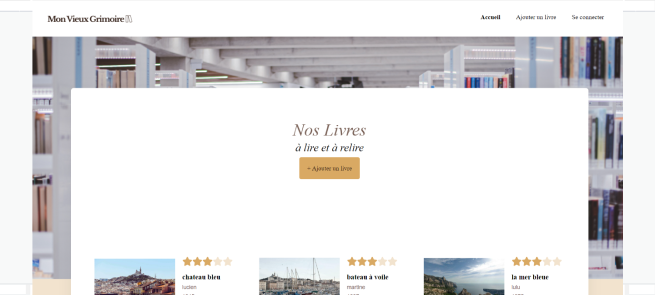 Mon Vieux Grimoire
Accueil Ajouter un livre Se connecter
Nos Livres
à lire et à relire
+ Ajouter un livre
chateau bleu
lucien
bateau à voile
martine
la mer bleue
lulu